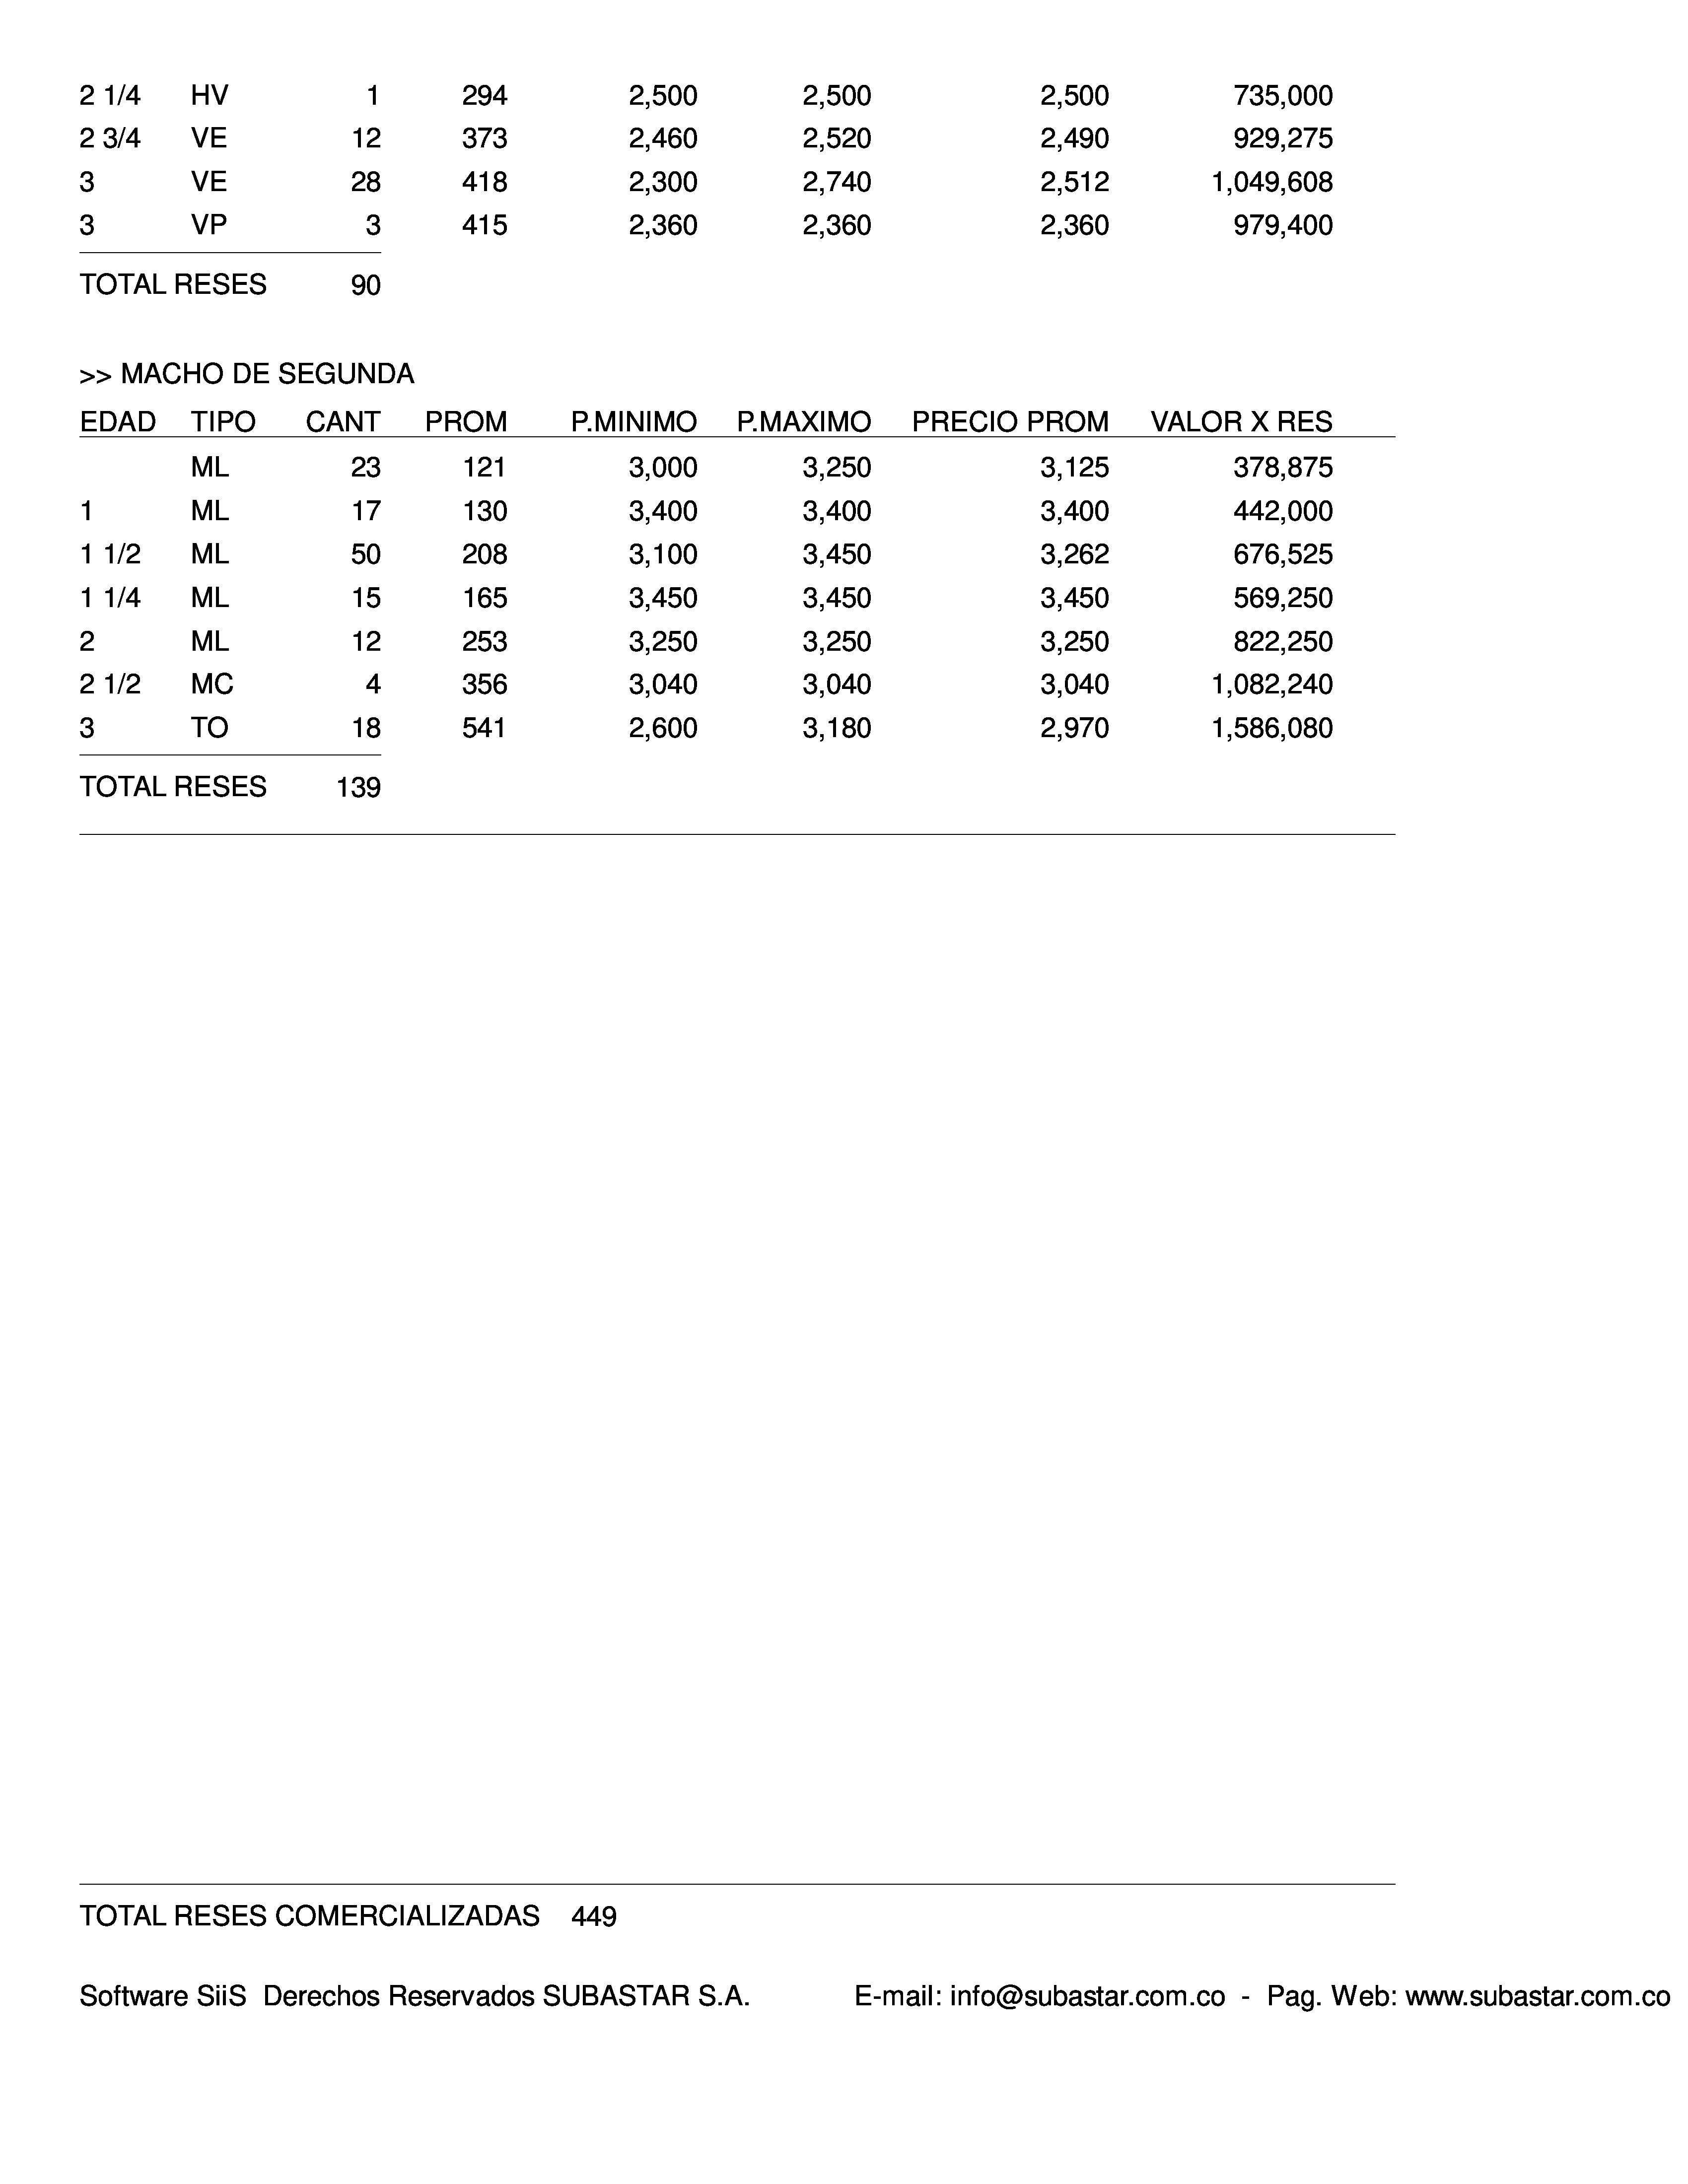 2 1/4 HV 1 294 2,500 2,500 2,500 735,000
2 3/4 VE 12 373 2,460 2,520 2,490 929,275
3 VE 28 418 2,300 2,740 2,512 1,049,608
3 VP 3 415 2,360 2,360 2,360 979,400
TOTAL RESES 90
>> MACHO DE SEGUNDA
EDAD TIPO CANT PROM P.MINIMO P.MAXIMO PRECIO PROM VALOR X RES
ML 23 121 3,000 3,250 3,125 378,875
1 ML 17 130 3,400 3,400 3,400 442,000
1 1/2 ML 50 208 3,100 3,450 3,262 676,525
1 1/4 ML 15 165 3,450 3,450 3,450 569,250
2 ML 12 253 3,250 3,250 3,250 822,250
2 1/2 MC 4 356 3,040 3,040 3,040 1,082,240
3 TO 18 541 2,600 3,180 2,970 1,586,080
TOTAL RESES 139
TOTAL RESES COMERCIALIZADAS 449
Software SiiS Derechos Reservados SUBASTAR S.A. E-mail: info@subastar.com.co - Pag. Web: www.subastar.com.co